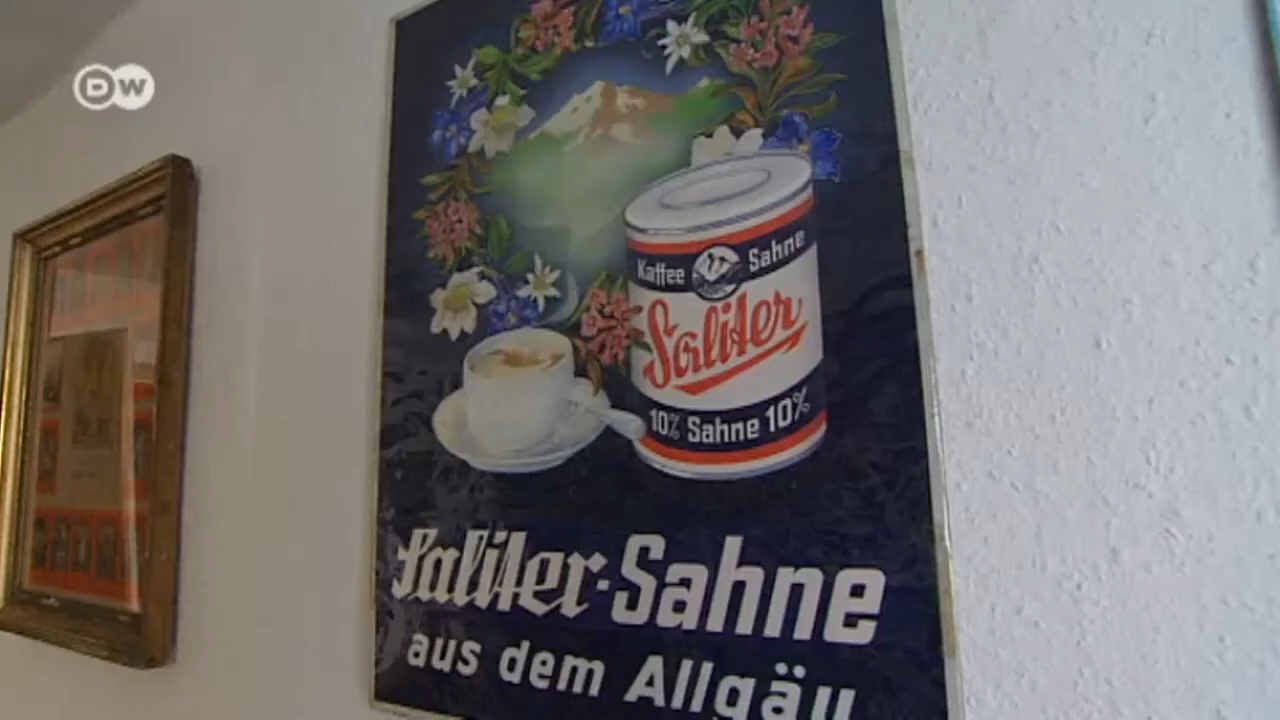 DW
Kaffee Sahne
Saliter
10% Sahne 10%
Saliter-Sahne
aus dem Allgäu